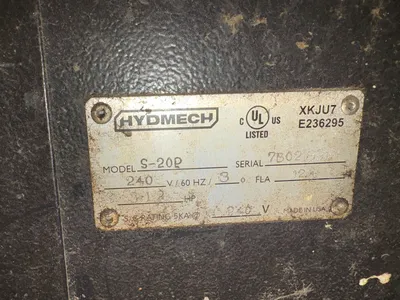 HYDMECH
C UL US
LISTED
XKJU7
E236295
MODEL S-20P SERIAL
240 V/60 HZ/3 ø FLA
HP
V MADE IN USA